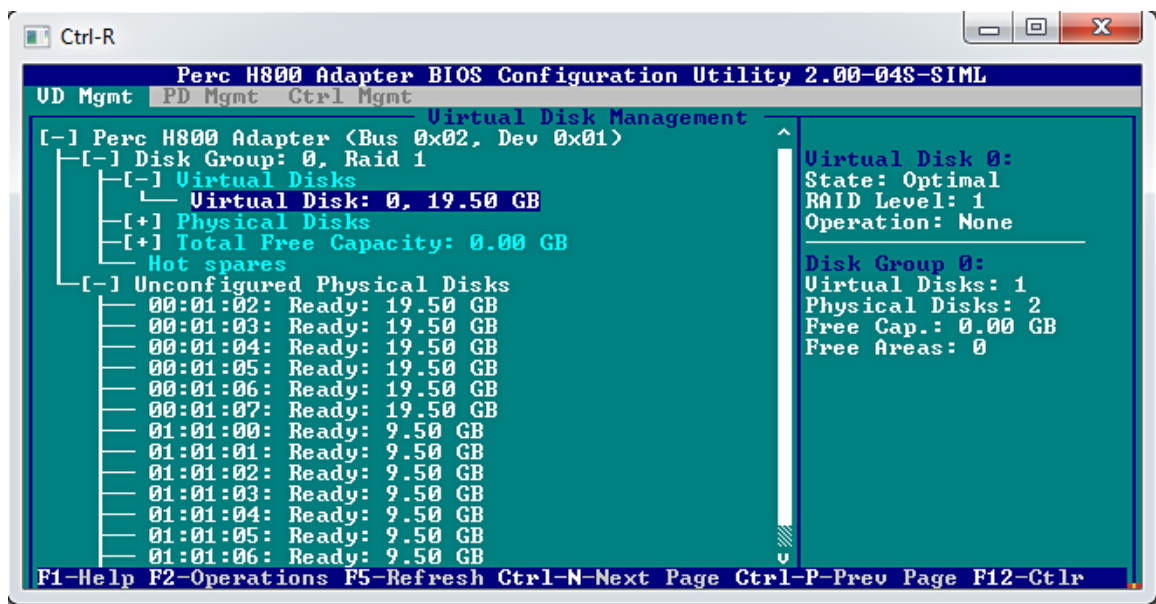 Ctrl-R
Perc H800 Adapter BIOS Configuration Utility 2.00-04S-SIML
VD Mgmt PD Mgmt Ctrl Mgmt
Virtual Disk Management
[-] Perc H800 Adapter (Bus 0x02, Dev 0x01)
[-] Disk Group: 0, Raid 1
[-] Virtual Disks
Virtual Disk: 0, 19.50 GB
[+] Physical Disks
[+] Total Free Capacity: 0.00 GB
Hot spares
[-] Unconfigured Physical Disks
00:01:02: Ready: 19.50 GB
00:01:03: Ready: 19.50 GB
00:01:04: Ready: 19.50 GB
00:01:05: Ready: 19.50 GB
00:01:06: Ready: 19.50 GB
00:01:07: Ready: 19.50 GB
01:01:00: Ready: 9.50 GB
01:01:01: Ready: 9.50 GB
01:01:02: Ready: 9.50 GB
01:01:03: Ready: 9.50 GB
01:01:04: Ready: 9.50 GB
01:01:05: Ready: 9.50 GB
01:01:06: Ready: 9.50 GB
Virtual Disk 0:
State: Optimal
RAID Level: 1
Operation: None
Disk Group 0:
Virtual Disks: 1
Physical Disks: 2
Free Cap.: 0.00 GB
Free Areas: 0
F1-Help F2-Operations F5-Refresh Ctrl-N-Next Page Ctrl-P-Prev Page F12-Ctlr